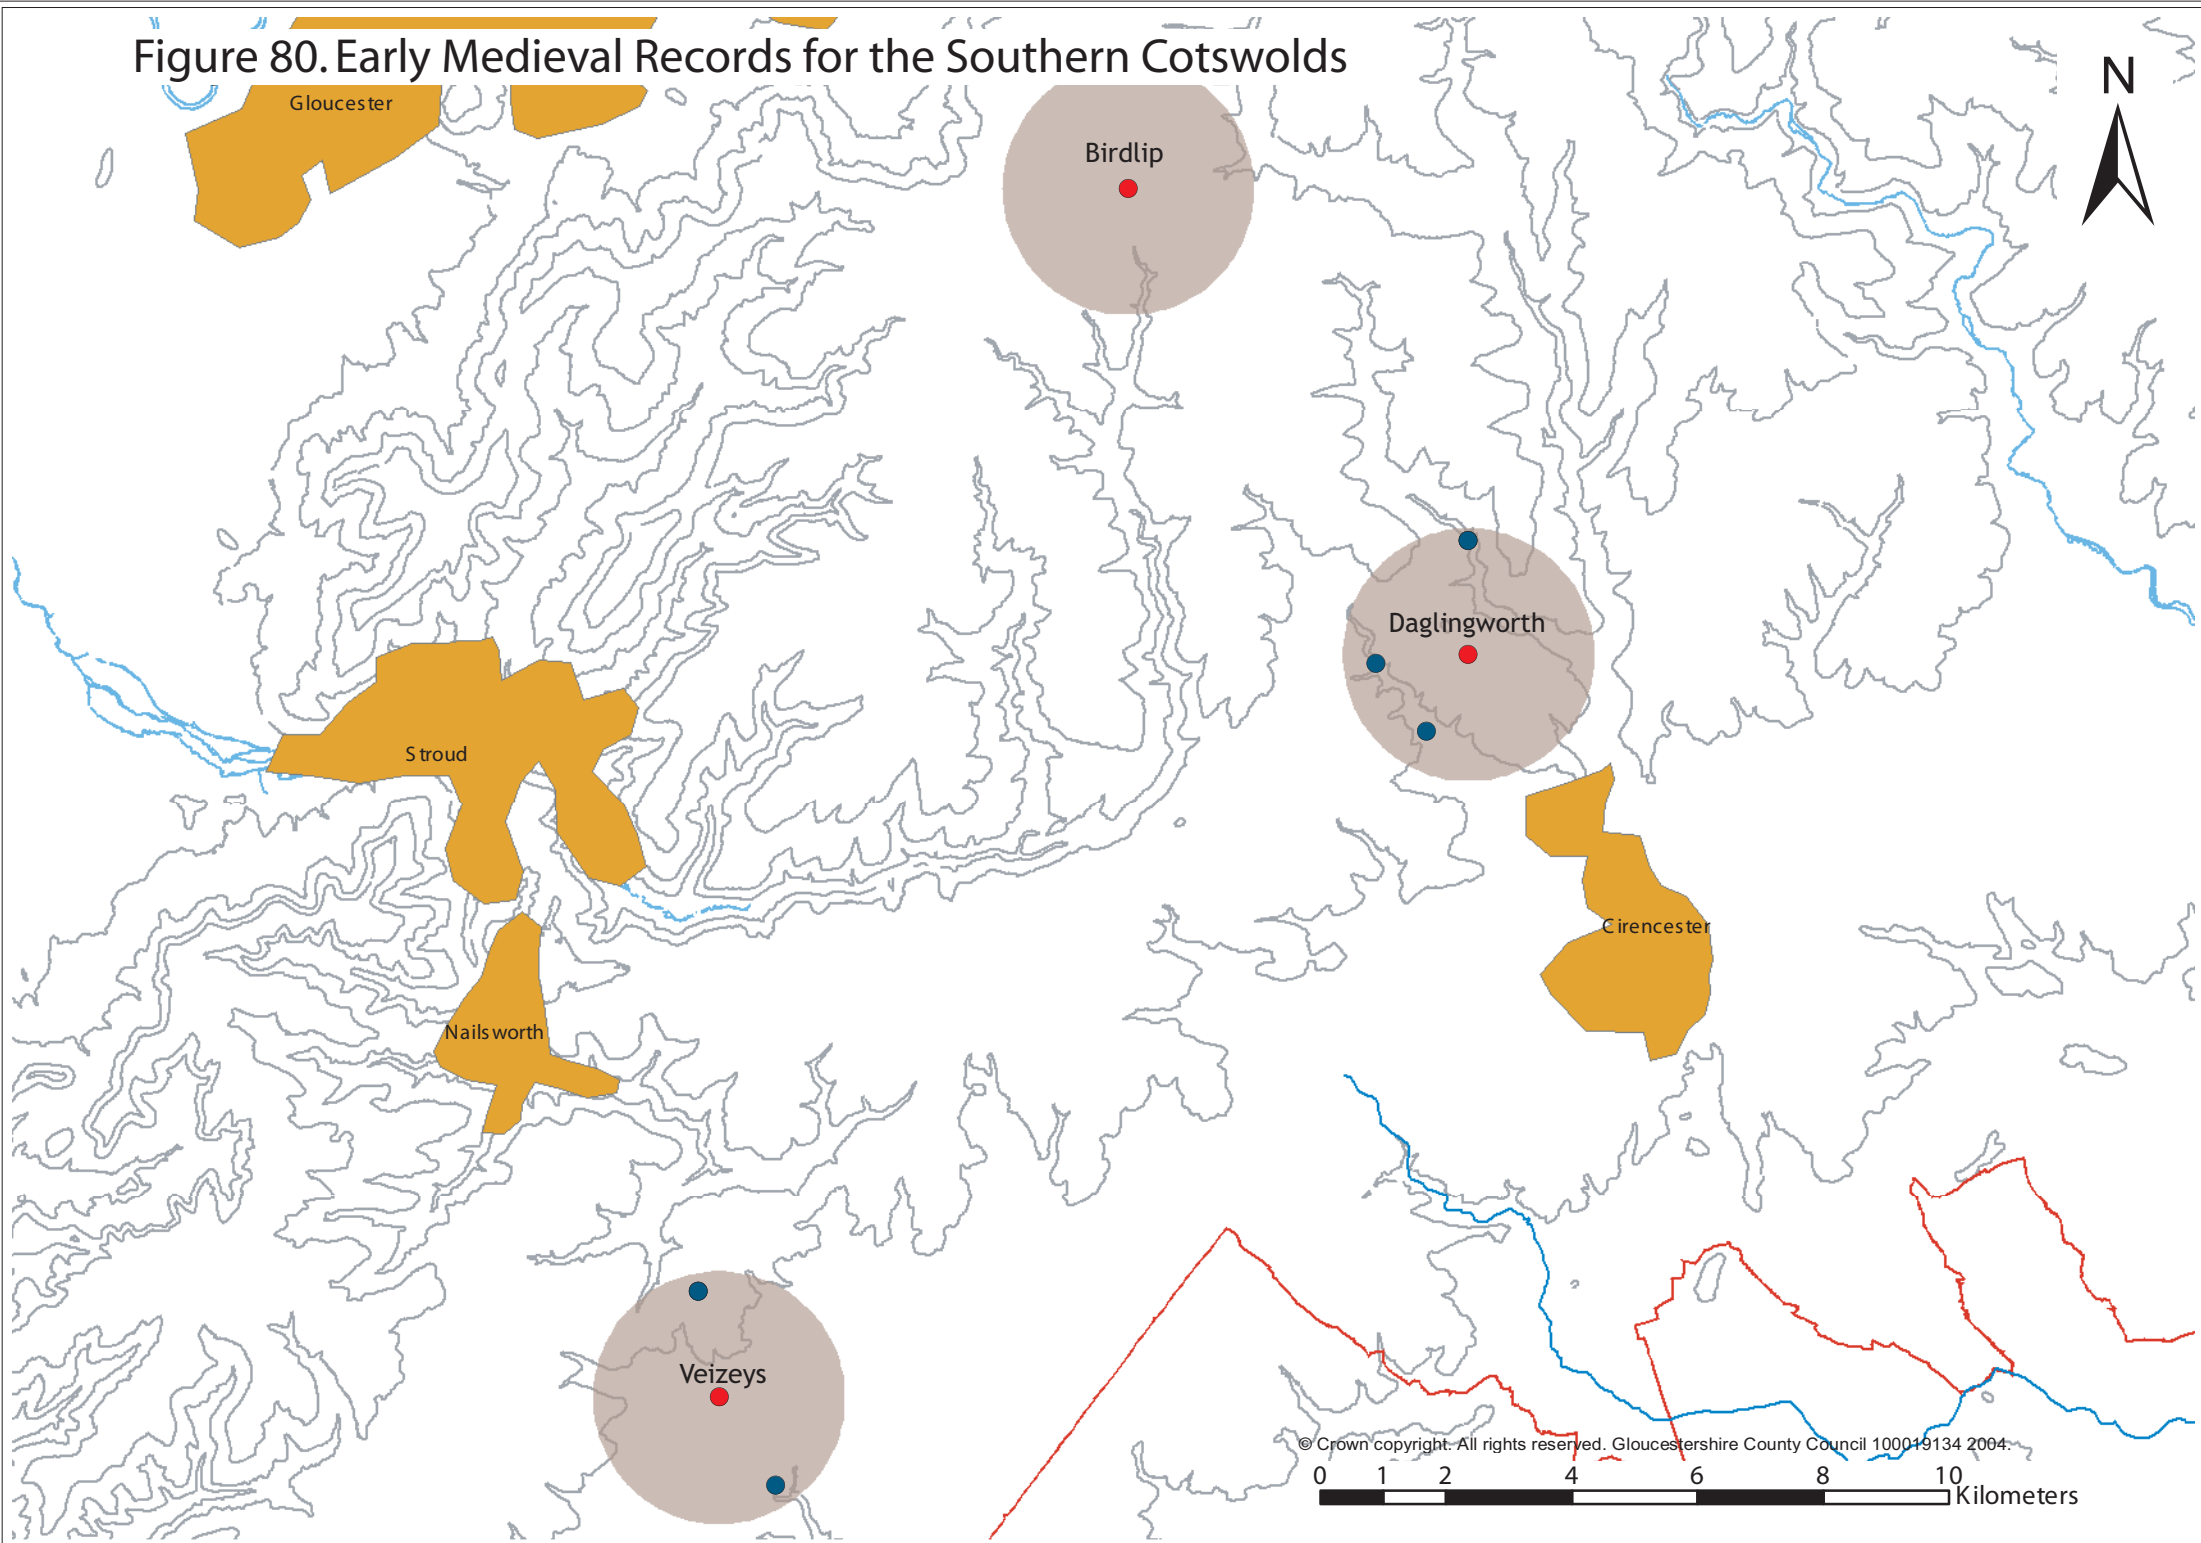 Figure 80. Early Medieval Records for the Southern Cotswolds
N
Gloucester
Birdlip
Daglingworth
Stroud
Cirencester
Nailsworth
Veizeys
© Crown copyright. All rights reserved. Gloucestershire County Council 100019134 2004.
0 1 2 4 6 8 10
Kilometers